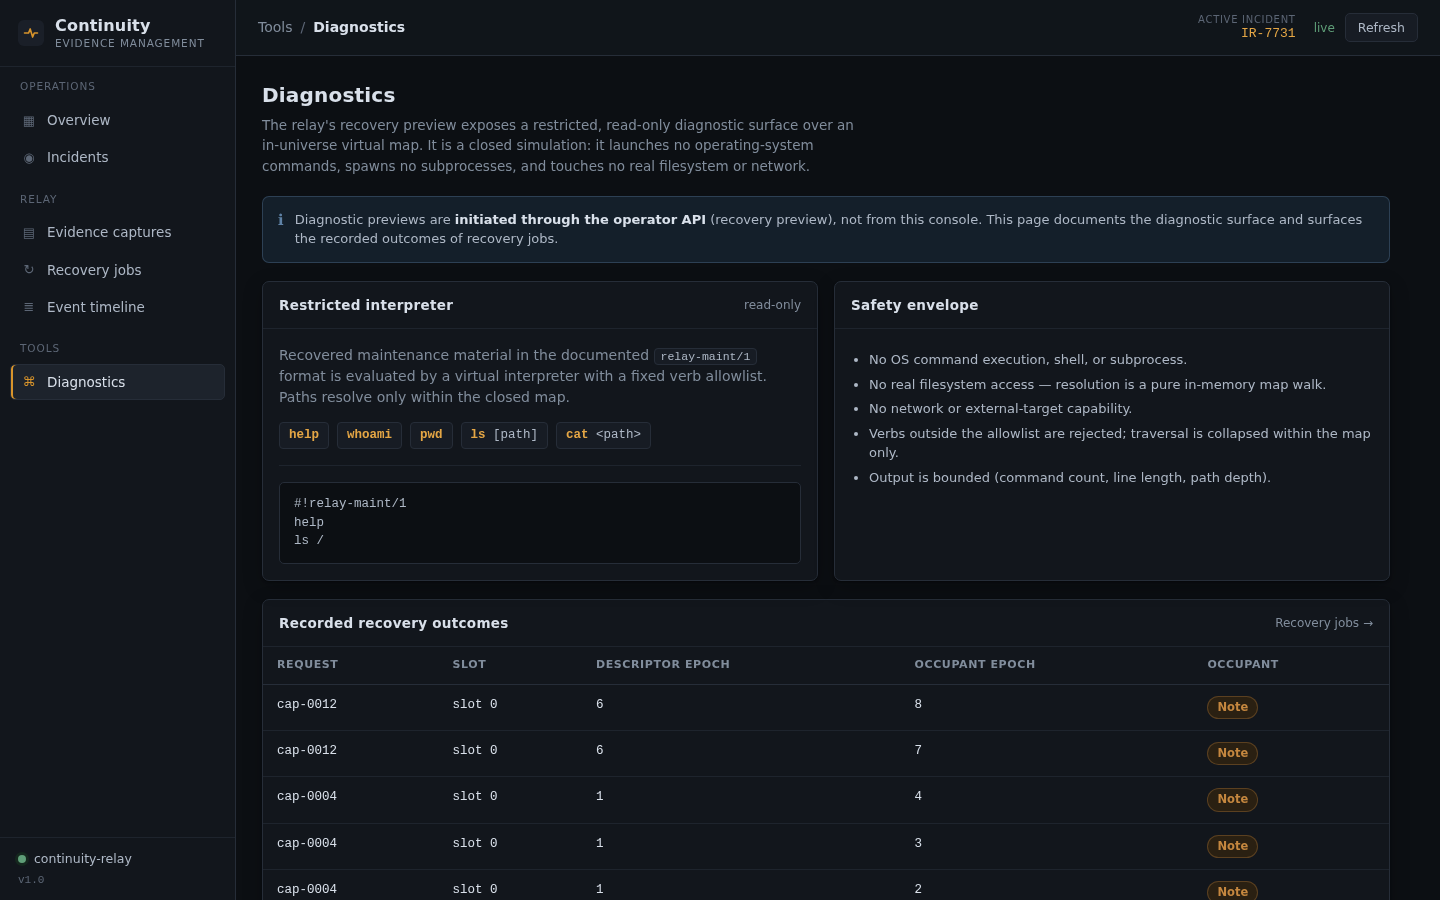 Continuity
EVIDENCE MANAGEMENT
OPERATIONS
Overview
Incidents
RELAY
Evidence captures
Recovery jobs
Event timeline
TOOLS
Diagnostics
continuity-relay
v1.0
Tools / Diagnostics
ACTIVE INCIDENT
IR-7731
live
Refresh
Diagnostics
The relay's recovery preview exposes a restricted, read-only diagnostic surface over an
in-universe virtual map. It is a closed simulation: it launches no operating-system
commands, spawns no subprocesses, and touches no real filesystem or network.
Diagnostic previews are initiated through the operator API (recovery preview), not from this console. This page documents the diagnostic surface and surfaces
the recorded outcomes of recovery jobs.
Restricted interpreter
read-only
Recovered maintenance material in the documented relay-maint/1
format is evaluated by a virtual interpreter with a fixed verb allowlist.
Paths resolve only within the closed map.
help whoami pwd ls [path] cat <path>
#!relay-maint/1
help
ls /
Safety envelope
• No OS command execution, shell, or subprocess.
• No real filesystem access — resolution is a pure in-memory map walk.
• No network or external-target capability.
• Verbs outside the allowlist are rejected; traversal is collapsed within the map
only.
• Output is bounded (command count, line length, path depth).
Recorded recovery outcomes
Recovery jobs →
REQUEST SLOT DESCRIPTOR EPOCH OCCUPANT EPOCH OCCUPANT
cap-0012 slot 0 6 8 Note
cap-0012 slot 0 6 7 Note
cap-0004 slot 0 1 4 Note
cap-0004 slot 0 1 3 Note
cap-0004 slot 0 1 2 Note